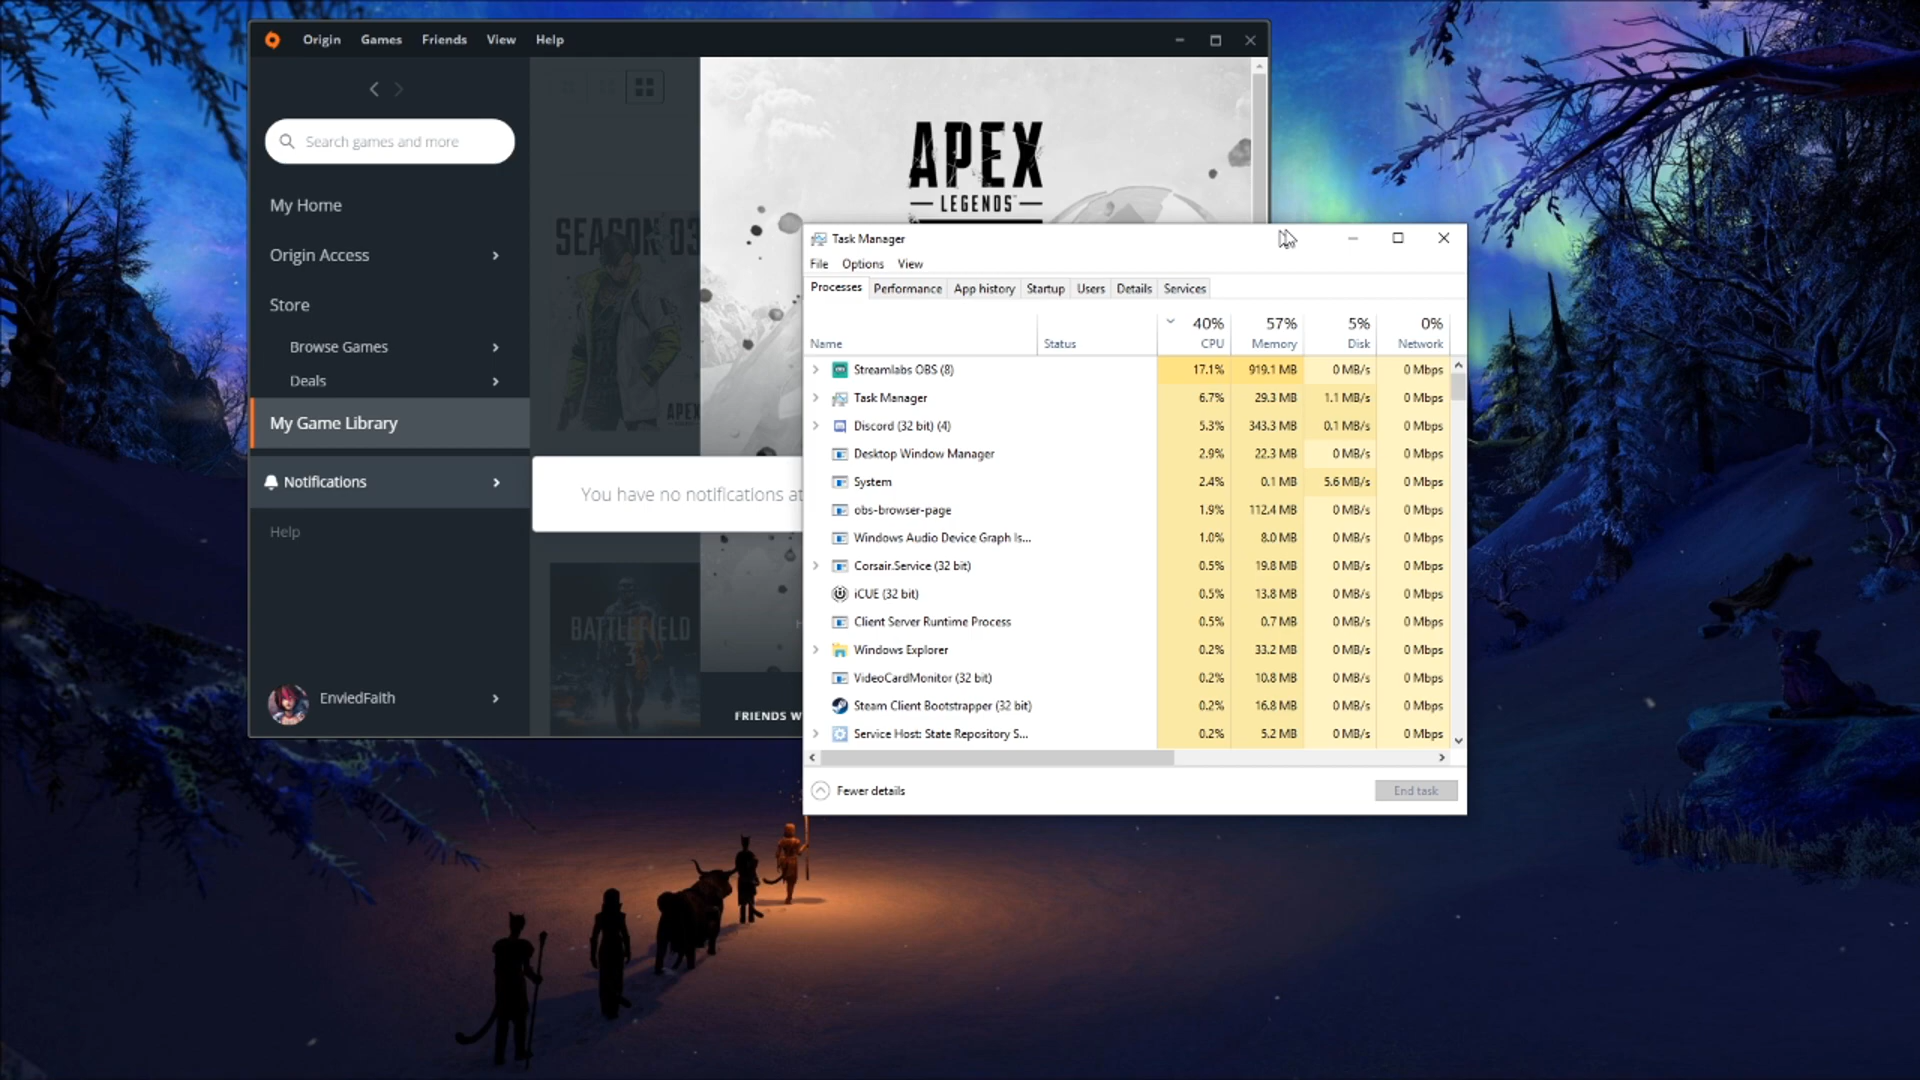 Origin Games Friends View Help
Search games and more
My Home
Origin Access
Store
Browse Games
Deals
My Game Library
Notifications
Help
EnviedFaith
SEASON 03
APEX
BATTLEFIELD
3
APEX
LEGENDS
You have no notifications at
FRIENDS W
Task Manager
File Options View
Processes Performance App history Startup Users Details Services
40% 57% 5% 0%
Name Status CPU Memory Disk Network
Streamlabs OBS (8) 17.1% 919.1 MB 0 MB/s 0 Mbps
Task Manager 6.7% 29.3 MB 1.1 MB/s 0 Mbps
Discord (32 bit) (4) 5.3% 343.3 MB 0.1 MB/s 0 Mbps
Desktop Window Manager 2.9% 22.3 MB 0 MB/s 0 Mbps
System 2.4% 0.1 MB 5.6 MB/s 0 Mbps
obs-browser-page 1.9% 112.4 MB 0 MB/s 0 Mbps
Windows Audio Device Graph Is... 1.0% 8.0 MB 0 MB/s 0 Mbps
Corsair.Service (32 bit) 0.5% 19.8 MB 0 MB/s 0 Mbps
iCUE (32 bit) 0.5% 13.8 MB 0 MB/s 0 Mbps
Client Server Runtime Process 0.5% 0.7 MB 0 MB/s 0 Mbps
Windows Explorer 0.2% 33.2 MB 0 MB/s 0 Mbps
VideoCardMonitor (32 bit) 0.2% 10.8 MB 0 MB/s 0 Mbps
Steam Client Bootstrapper (32 bit) 0.2% 16.8 MB 0 MB/s 0 Mbps
Service Host: State Repository S... 0.2% 5.2 MB 0 MB/s 0 Mbps
Fewer details End task